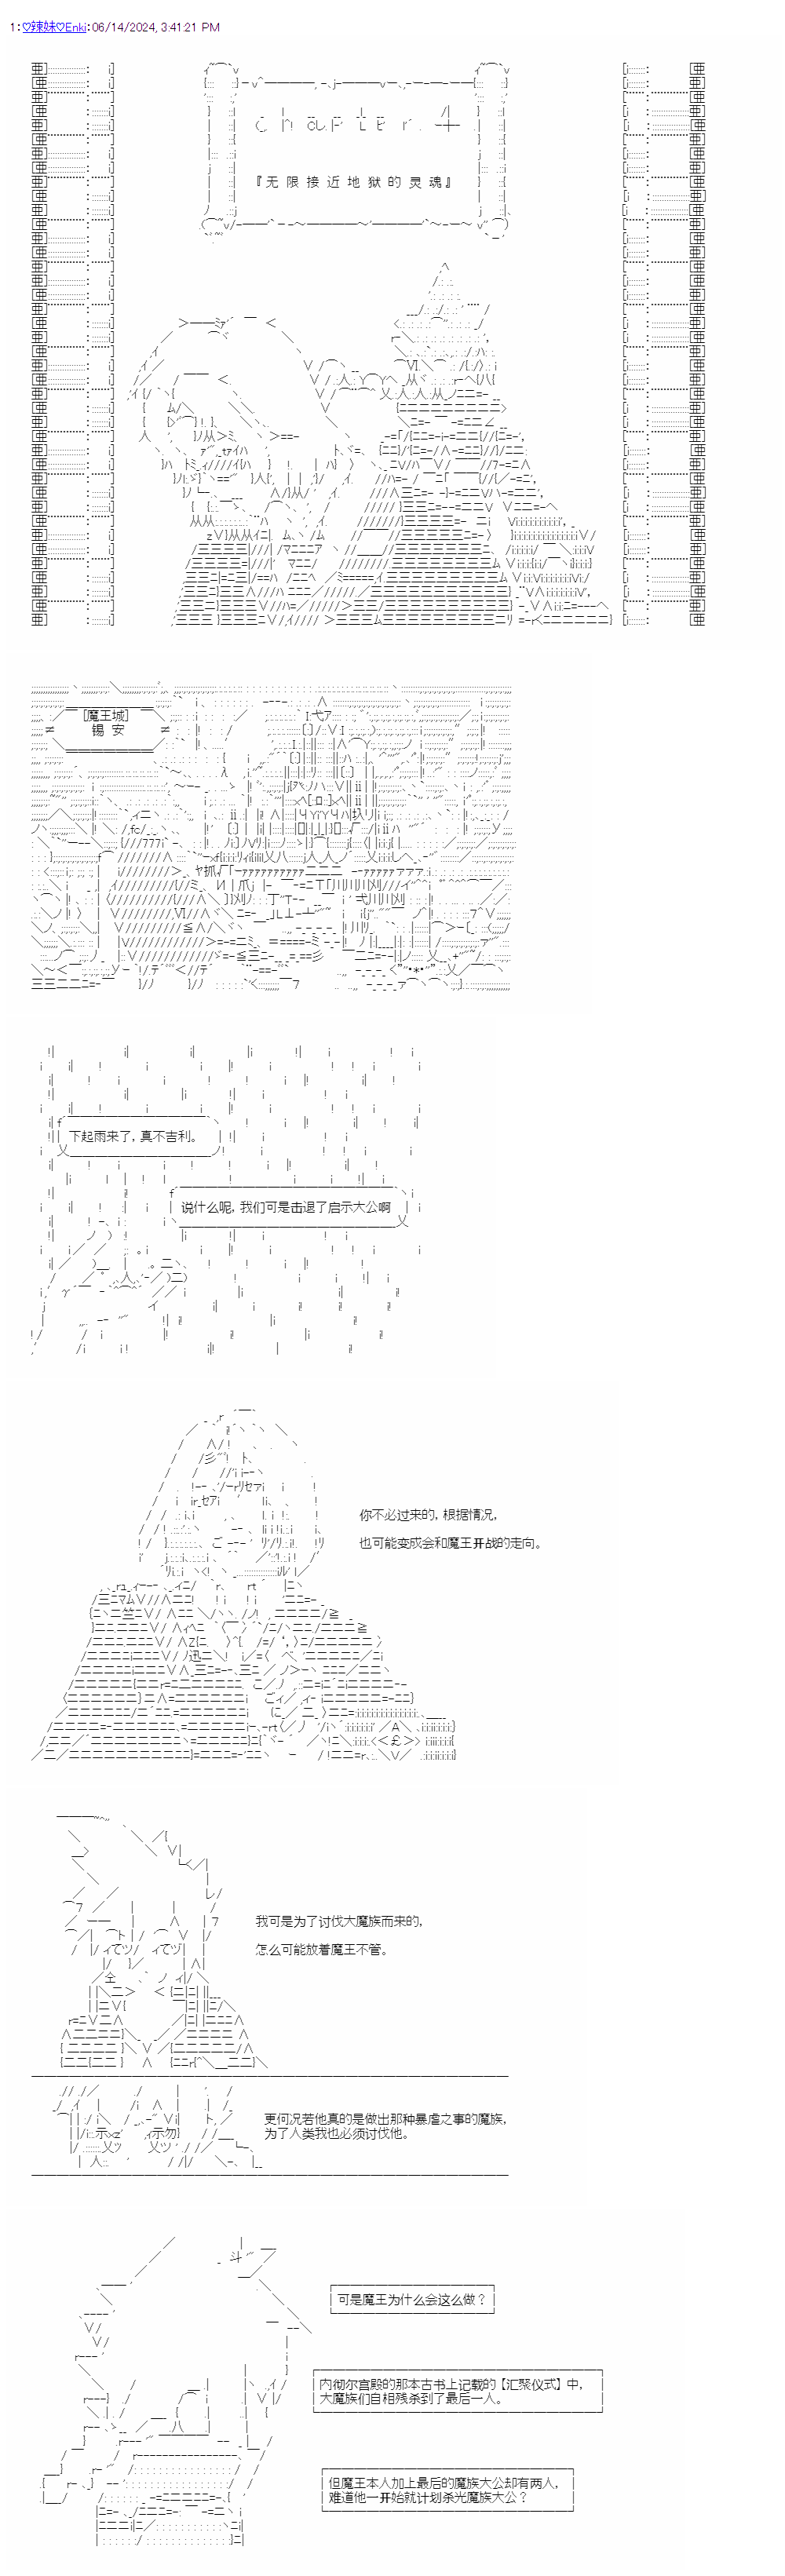 1：♡辣妹♡Enki：06/14/2024, 3:41:21 PM
『无限接近地狱的灵魂』
[魔王城]
锡 安
下起雨来了，真不吉利。
说什么呢，我们可是击退了启示大公啊
你不必过来的，根据情况，
也可能变成会和魔王开战的走向。
我可是为了讨伐大魔族而来的，
怎么可能放着魔王不管。
更何况若他真的是做出那种暴虐之事的魔族，
为了人类我也必须讨伐他。
可是魔王为什么会这么做？
内彻尔宫殿的那本古书上记载的【汇聚仪式】中，
大魔族们自相残杀到了最后一人。
但魔王本人加上最后的魔族大公却有两人，
难道他一开始就计划杀光魔族大公？